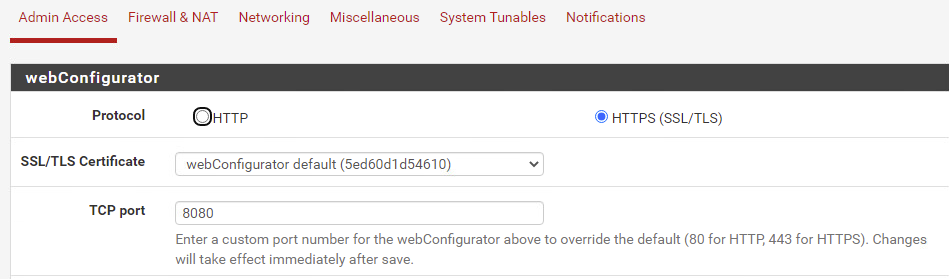 Admin Access Firewall & NAT Networking Miscellaneous System Tunables Notifications
webConfigurator
Protocol HTTP HTTPS (SSL/TLS)
SSL/TLS Certificate webConfigurator default (5ed60d1d54610)
TCP port 8080
Enter a custom port number for the webConfigurator above to override the default (80 for HTTP, 443 for HTTPS). Changes
will take effect immediately after save.